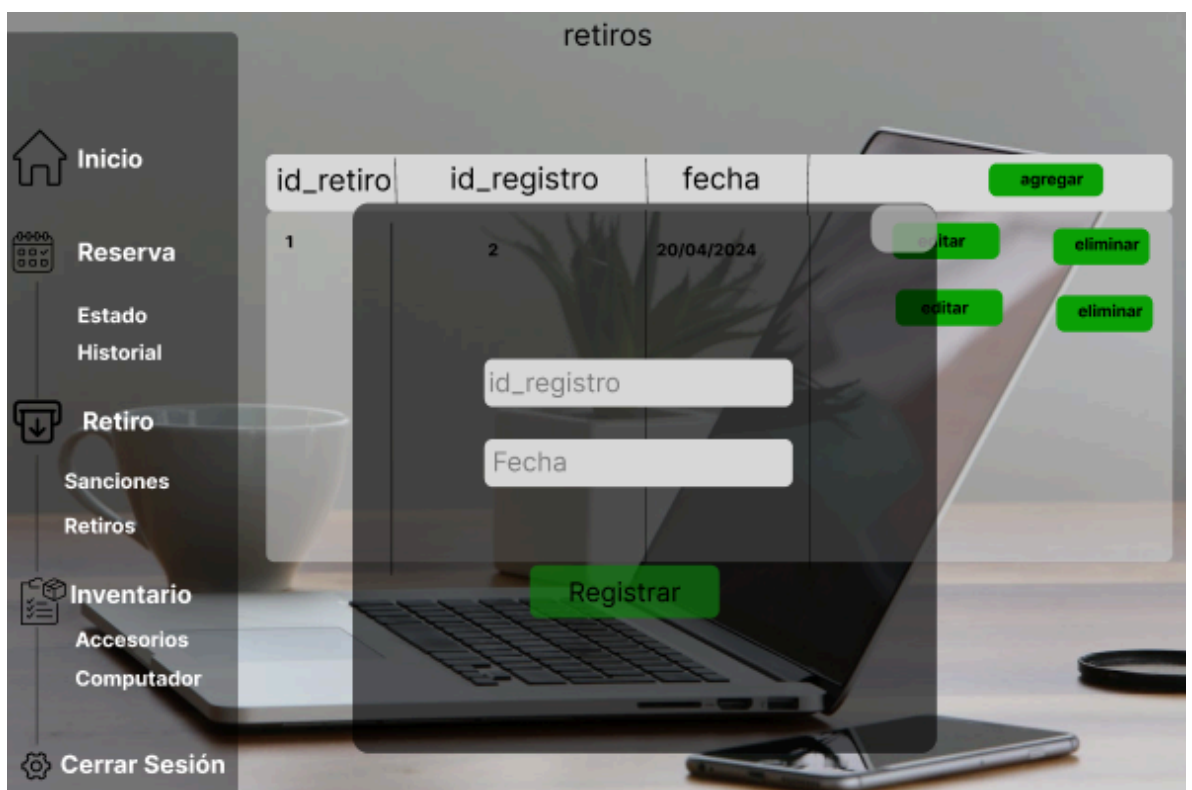 retiros
Inicio
Reserva
Estado
Historial
Retiro
Sanciones
Retiros
Inventario
Accesorios
Computador
Cerrar Sesión
id_retiro id_registro fecha agregar
1 2 20/04/2024 editar eliminar
editar eliminar
id_registro
Fecha
Registrar